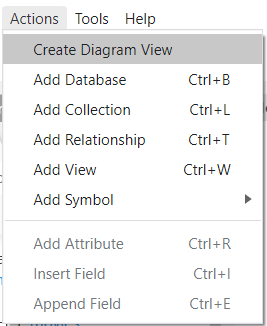 Actions Tools Help
Create Diagram View
Add Database Ctrl+B
Add Collection Ctrl+L
Add Relationship Ctrl+T
Add View Ctrl+W
Add Symbol
Add Attribute Ctrl+R
Insert Field Ctrl+I
Append Field Ctrl+E